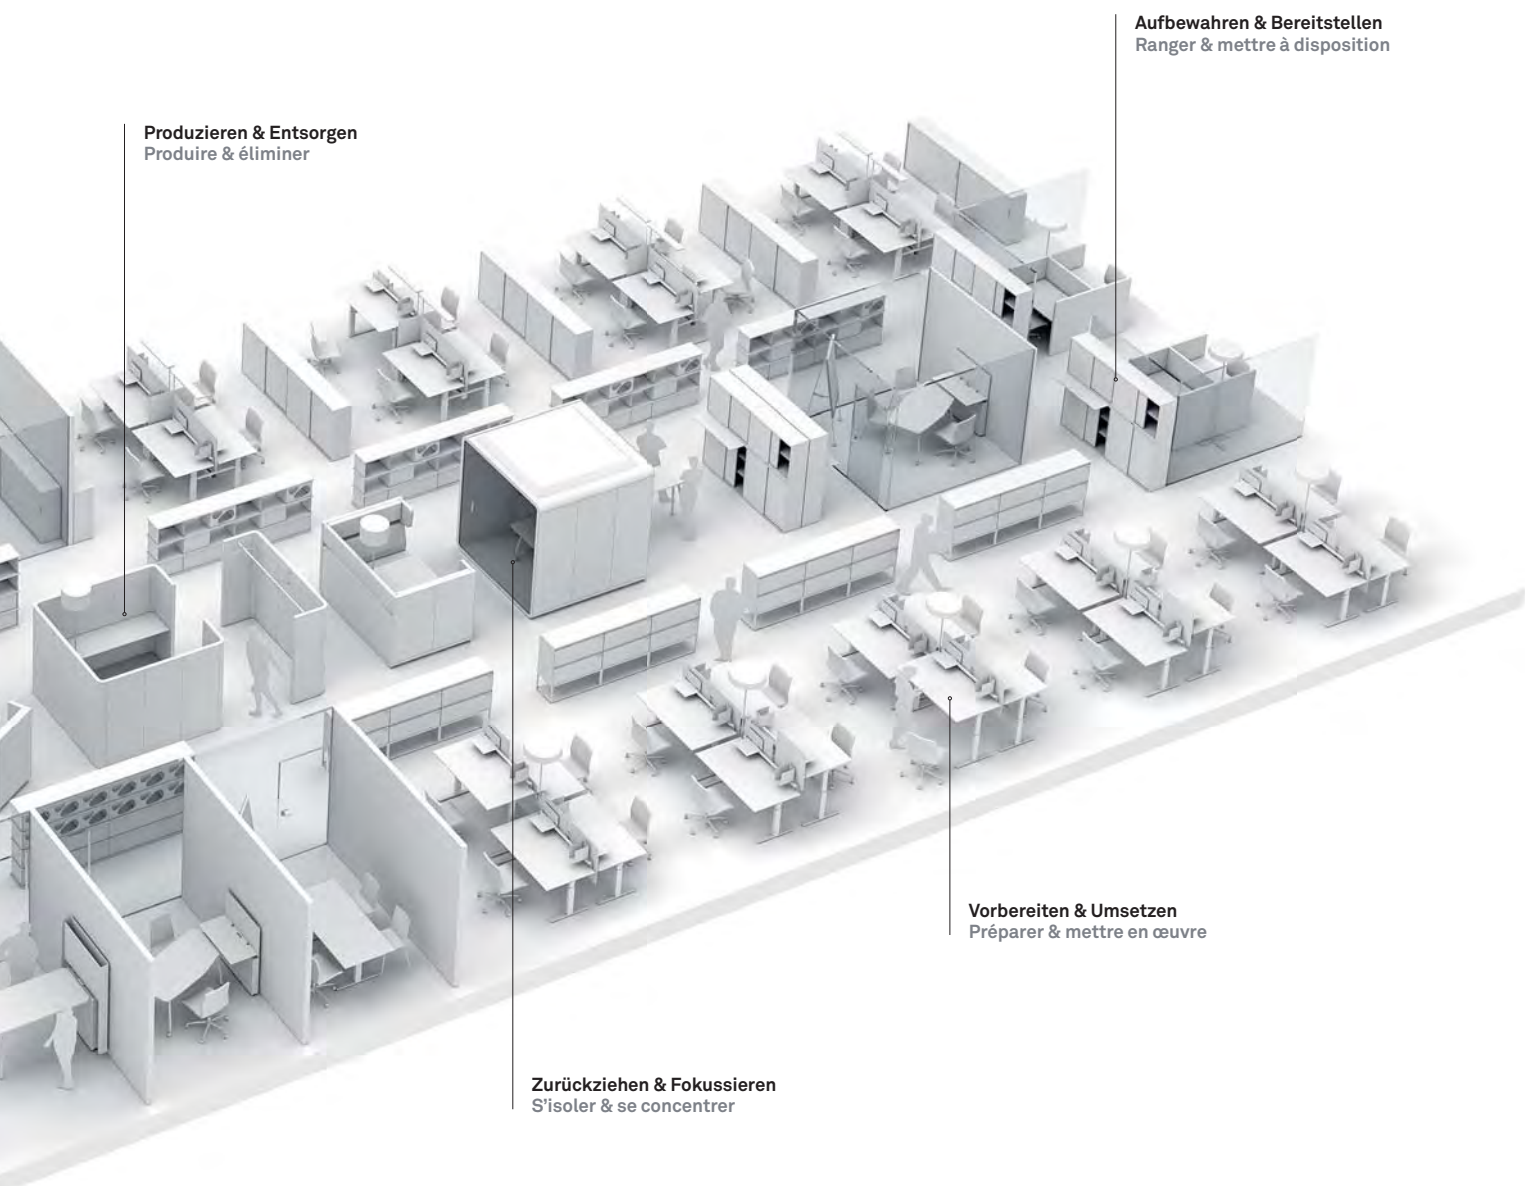 Aufbewahren & Bereitstellen
Ranger & mettre à disposition
Produzieren & Entsorgen
Produire & éliminer
Vorbereiten & Umsetzen
Préparer & mettre en œuvre
Zurückziehen & Fokussieren
S'isoler & se concentrer